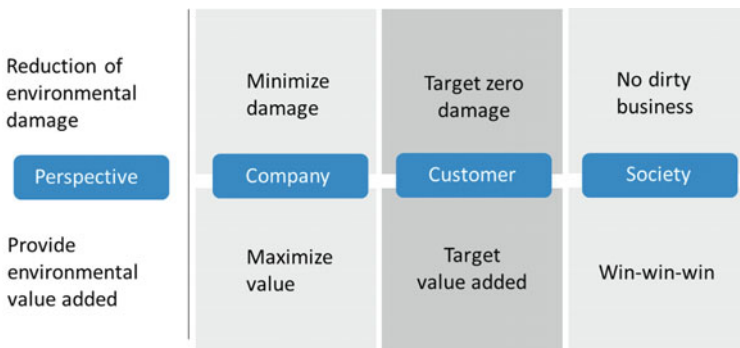 Reduction of
environmental
damage
Minimize
damage
Target zero
damage
No dirty
business
Perspective
Company
Customer
Society
Provide
environmental
value added
Maximize
value
Target
value added
Win-win-win